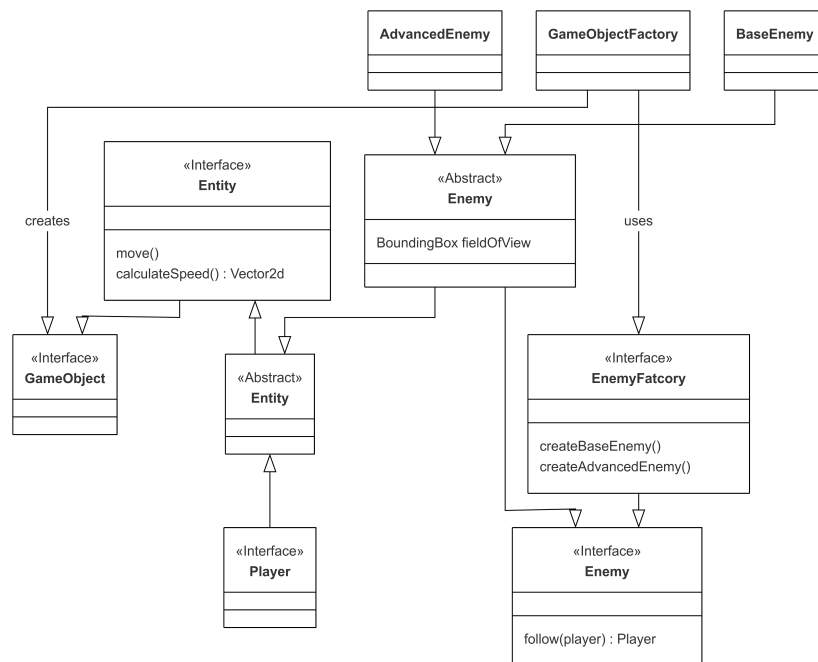 AdvancedEnemy
GameObjectFactory
BaseEnemy
«Interface»
Entity
move()
calculateSpeed() : Vector2d
«Abstract»
Enemy
BoundingBox fieldOfView
creates
uses
«Interface»
GameObject
«Abstract»
Entity
«Interface»
EnemyFatcory
createBaseEnemy()
createAdvancedEnemy()
«Interface»
Player
«Interface»
Enemy
follow(player) : Player